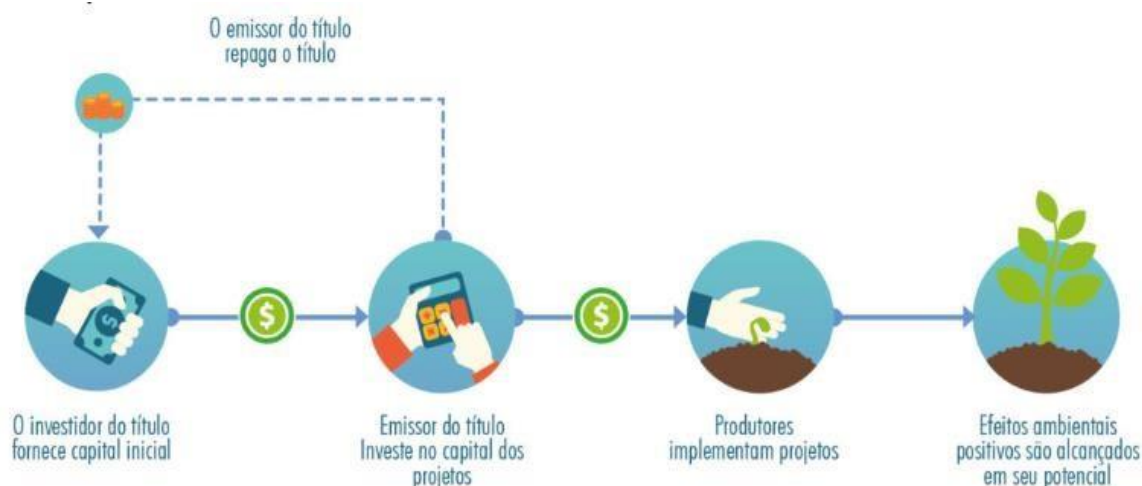 O emissor do título
repaga o título
$
$
$
O investidor do título
fornece capital inicial
Emissor do título
Investe no capital dos
projetos
Produtores
implementam projetos
Efeitos ambientais
positivos são alcançados
em seu potencial